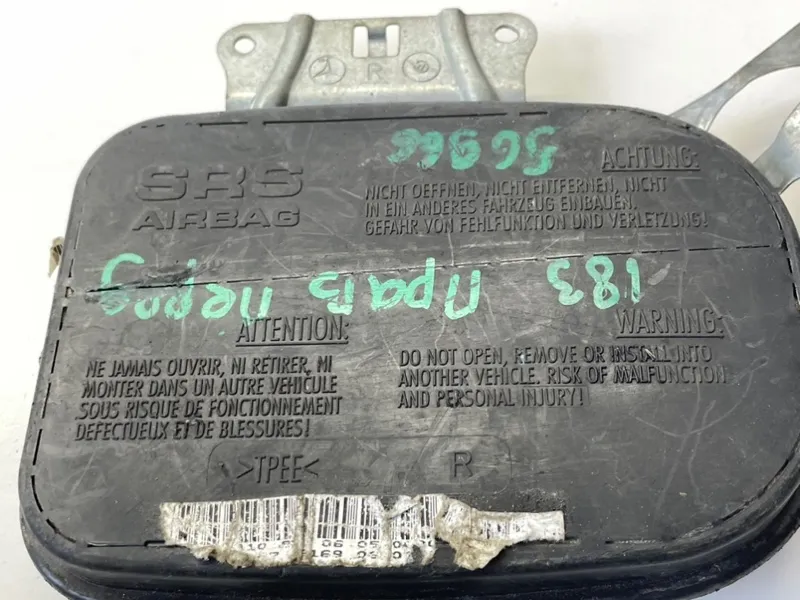 R
56966
SRS
AIRBAG
ACHTUNG:
NICHT OEFFNEN, NICHT ENTFERNEN, NICHT
IN EIN ANDERES FAHRZEUG EINBAUEN.
GEFAHR VON FEHLFUNKTION UND VERLETZUNG!
183 Прав перед
ATTENTION:
NE JAMAIS OUVRIR, NI RETIRER, NI
MONTER DANS UN AUTRE VEHICULE
SOUS RISQUE DE FONCTIONNEMENT
DEFECTUEUX ET DE BLESSURES!
WARNING:
DO NOT OPEN, REMOVE OR INSTALL INTO
ANOTHER VEHICLE. RISK OF MALFUNCTION
AND PERSONAL INJURY!
>TPEE<
R